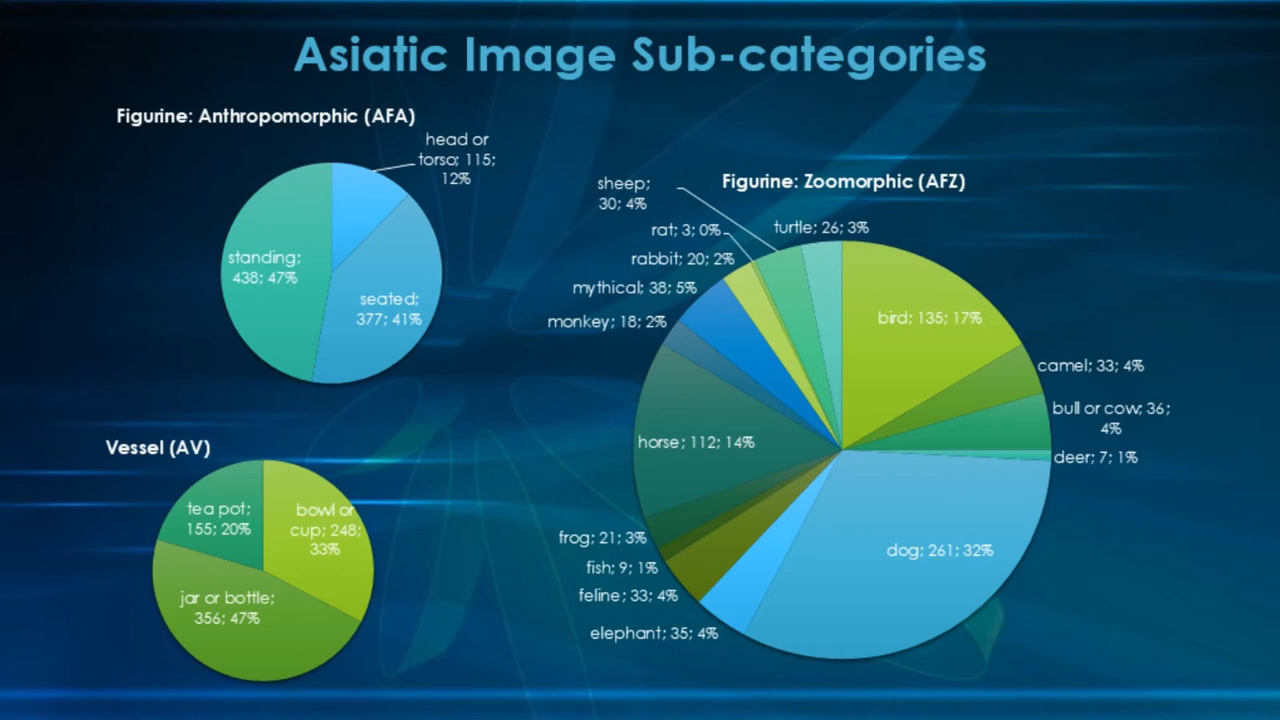 Asiatic Image Sub-categories
Figurine: Anthropomorphic (AFA)
head or
torso; 115;
12%
standing;
438; 47%
seated;
377; 41%
Vessel (AV)
tea pot;
155; 20%
bowl or
cup; 248;
33%
jar or bottle;
356; 47%
Figurine: Zoomorphic (AFZ)
sheep;
30; 4%
rat; 3; 0%
turtle; 26; 3%
rabbit; 20; 2%
mythical; 38; 5%
monkey; 18; 2%
bird; 135; 17%
camel; 33; 4%
bull or cow; 36;
4%
deer; 7; 1%
horse; 112; 14%
frog; 21; 3%
fish; 9; 1%
feline; 33; 4%
elephant; 35; 4%
dog; 261; 32%